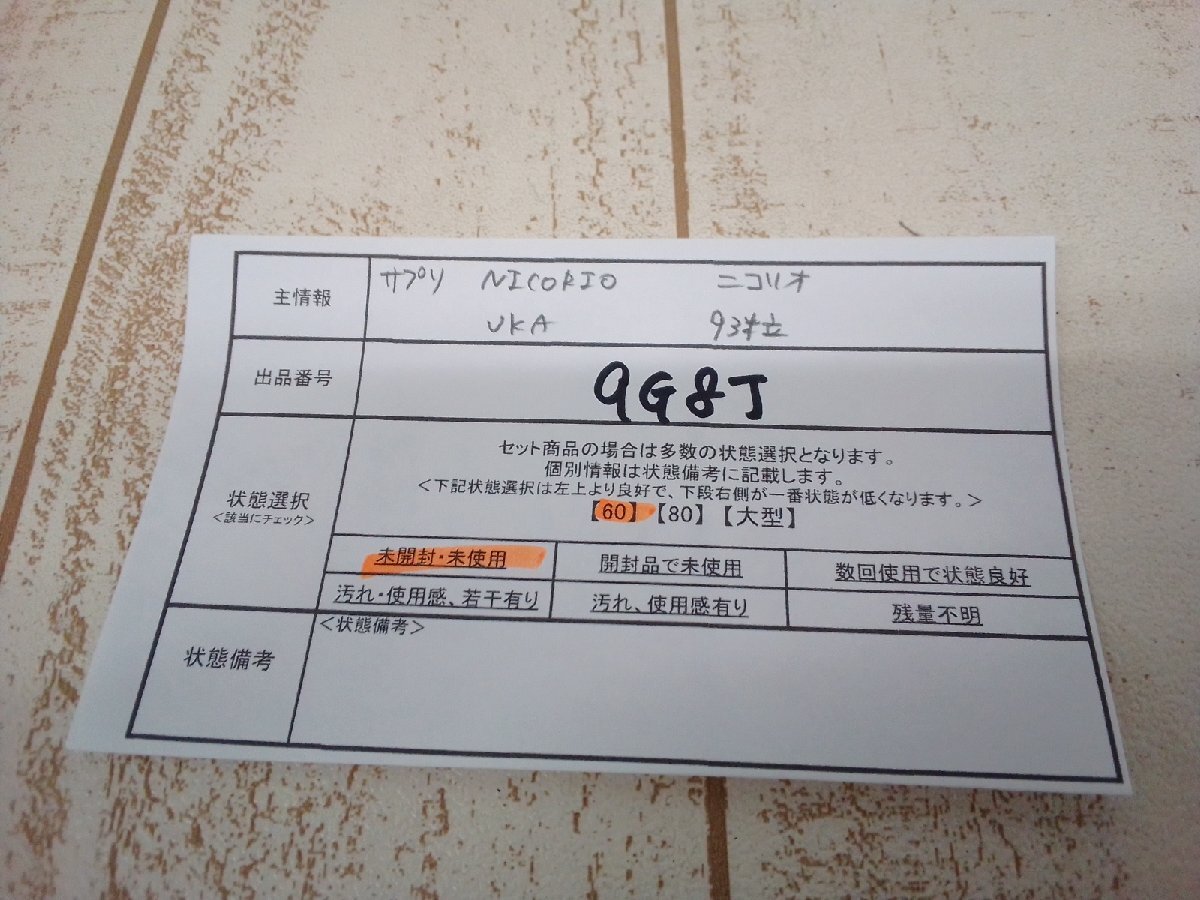 主情報
サプリ NICORIO ニコリオ
UKA 93粒
出品番号
9G8J
状態選択
<該当にチェック>
セット商品の場合は多数の状態選択となります。
個別情報は状態備考に記載します。
<下記状態選択は左上より良好で、下段右側が一番状態が低くなります。>
【60】【80】【大型】
未開封・未使用 開封品で未使用 数回使用で状態良好
汚れ・使用感、若干有り 汚れ、使用感有り 残量不明
状態備考
<状態備考>